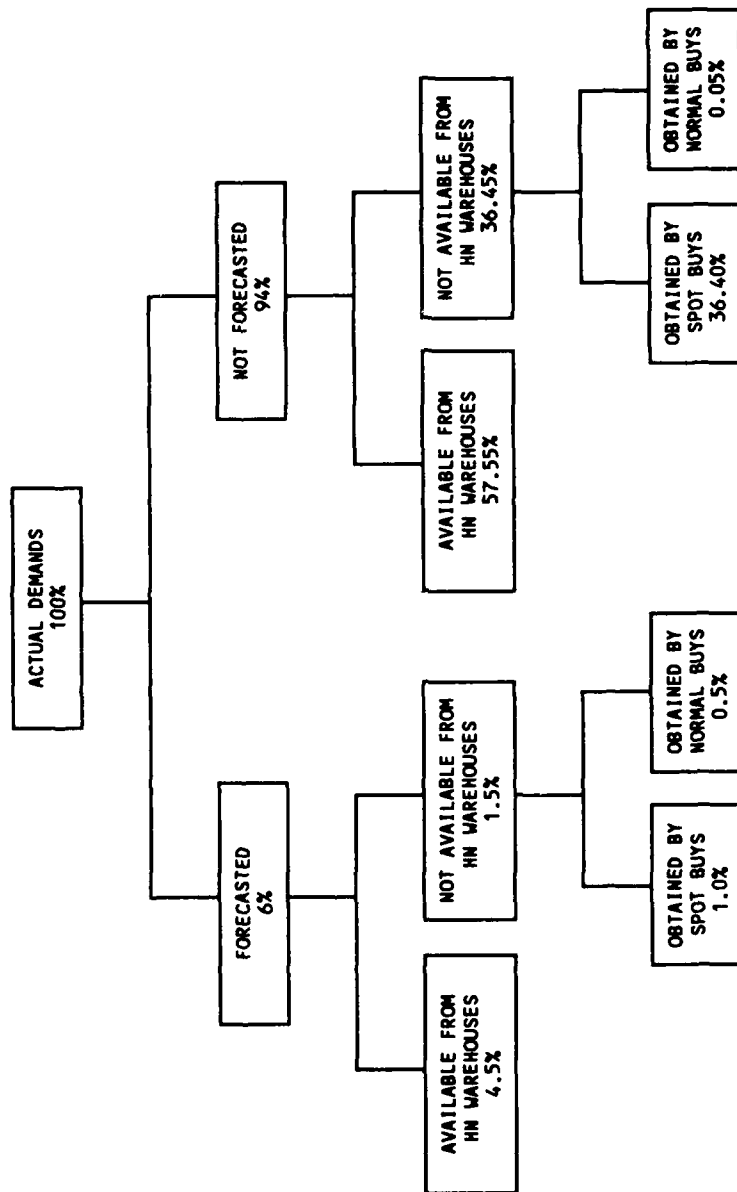 ACTUAL DEMANDS
100%
FORECASTED
6%
NOT FORECASTED
94%
AVAILABLE FROM
HN WAREHOUSES
4.5%
NOT AVAILABLE FROM
HN WAREHOUSES
1.5%
AVAILABLE FROM
HN WAREHOUSES
57.55%
NOT AVAILABLE FROM
HN WAREHOUSES
36.45%
OBTAINED BY
SPOT BUYS
1.0%
OBTAINED BY
NORMAL BUYS
0.5%
OBTAINED BY
SPOT BUYS
36.40%
OBTAINED BY
NORMAL BUYS
0.05%